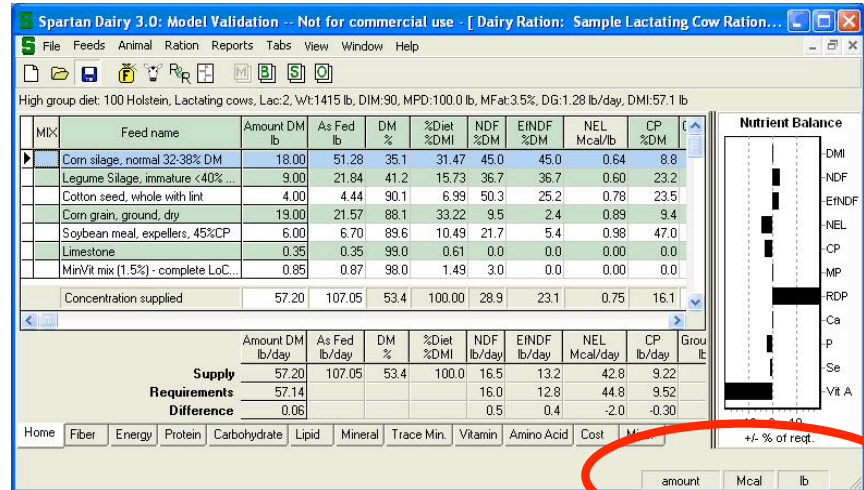 Spartan Dairy 3.0: Model Validation -- Not for commercial use - [ Dairy Ration: Sample Lactating Cow Ration...
File Feeds Animal Ration Reports Tabs View Window Help
High group diet: 100 Holstein, Lactating cows, Lac:2, Wt:1415 lb, DIM:90, MPD:100.0 lb, MFat:3.5%, DG:1.28 lb/day, DMI:57.1 lb
MIX Feed name Amount DM lb As Fed lb DM % %Diet %DMI NDF %DM EfNDF %DM NEL Mcal/lb CP %DM
Corn silage, normal 32-38% DM 18.00 51.28 35.1 31.47 45.0 45.0 0.64 8.8
Legume Silage, immature <40% ... 9.00 21.84 41.2 15.73 36.7 36.7 0.60 23.2
Cotton seed, whole with lint 4.00 4.44 90.1 6.99 50.3 25.2 0.78 23.5
Corn grain, ground, dry 19.00 21.57 88.1 33.22 9.5 2.4 0.89 9.4
Soybean meal, expellers, 45%CP 6.00 6.70 89.6 10.49 21.7 5.4 0.98 47.0
Limestone 0.35 0.35 99.0 0.61 0.0 0.0 0.00 0.0
MinVit mix (1.5%) - complete LoC... 0.85 0.87 98.0 1.49 3.0 0.0 0.00 0.0
Concentration supplied 57.20 107.05 53.4 100.00 28.9 23.1 0.75 16.1
Amount DM lb/day As Fed lb/day DM % %Diet %DMI NDF lb/day EfNDF lb/day NEL Mcal/day CP lb/day Grou
Supply 57.20 107.05 53.4 100.0 16.5 13.2 42.8 9.22
Requirements 57.14 16.0 12.8 44.8 9.52
Difference 0.06 0.5 0.4 -2.0 -0.30
Home Fiber Energy Protein Carbohydrate Lipid Mineral Trace Min. Vitamin Amino Acid Cost
Nutrient Balance
DMI
NDF
EfNDF
NEL
CP
MP
RDP
Ca
P
Se
Vit A
+/- % of reqt.
amount Mcal lb